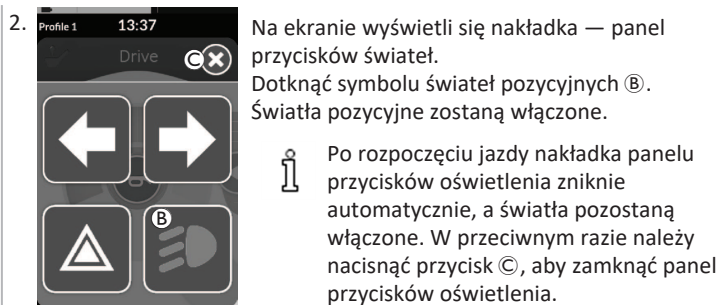 2.
Profile 1 13:37
Drive
Ⓒ
Ⓑ
Na ekranie wyświetli się nakładka — panel
przycisków świateł.
Dotknąć symbolu świateł pozycyjnych Ⓑ.
Światła pozycyjne zostaną włączone.
Po rozpoczęciu jazdy nakładka panelu
przycisków oświetlenia zniknie
automatycznie, a światła pozostaną
włączone. W przeciwnym razie należy
nacisnąć przycisk Ⓒ, aby zamknąć panel
przycisków oświetlenia.